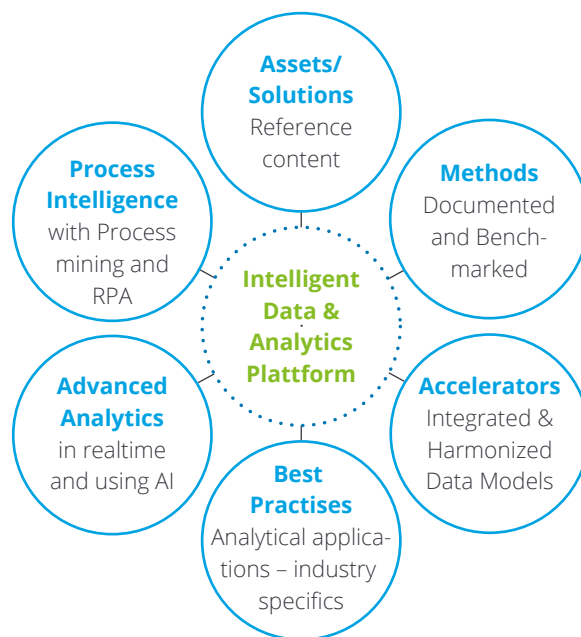 Assets/
Solutions
Reference
content
Process
Intelligence
with Process
mining and
RPA
Methods
Documented
and Bench-
marked
Intelligent
Data &
Analytics
Plattform
Advanced
Analytics
in realtime
and using AI
Accelerators
Integrated &
Harmonized
Data Models
Best
Practises
Analytical applica-
tions – industry
specifics